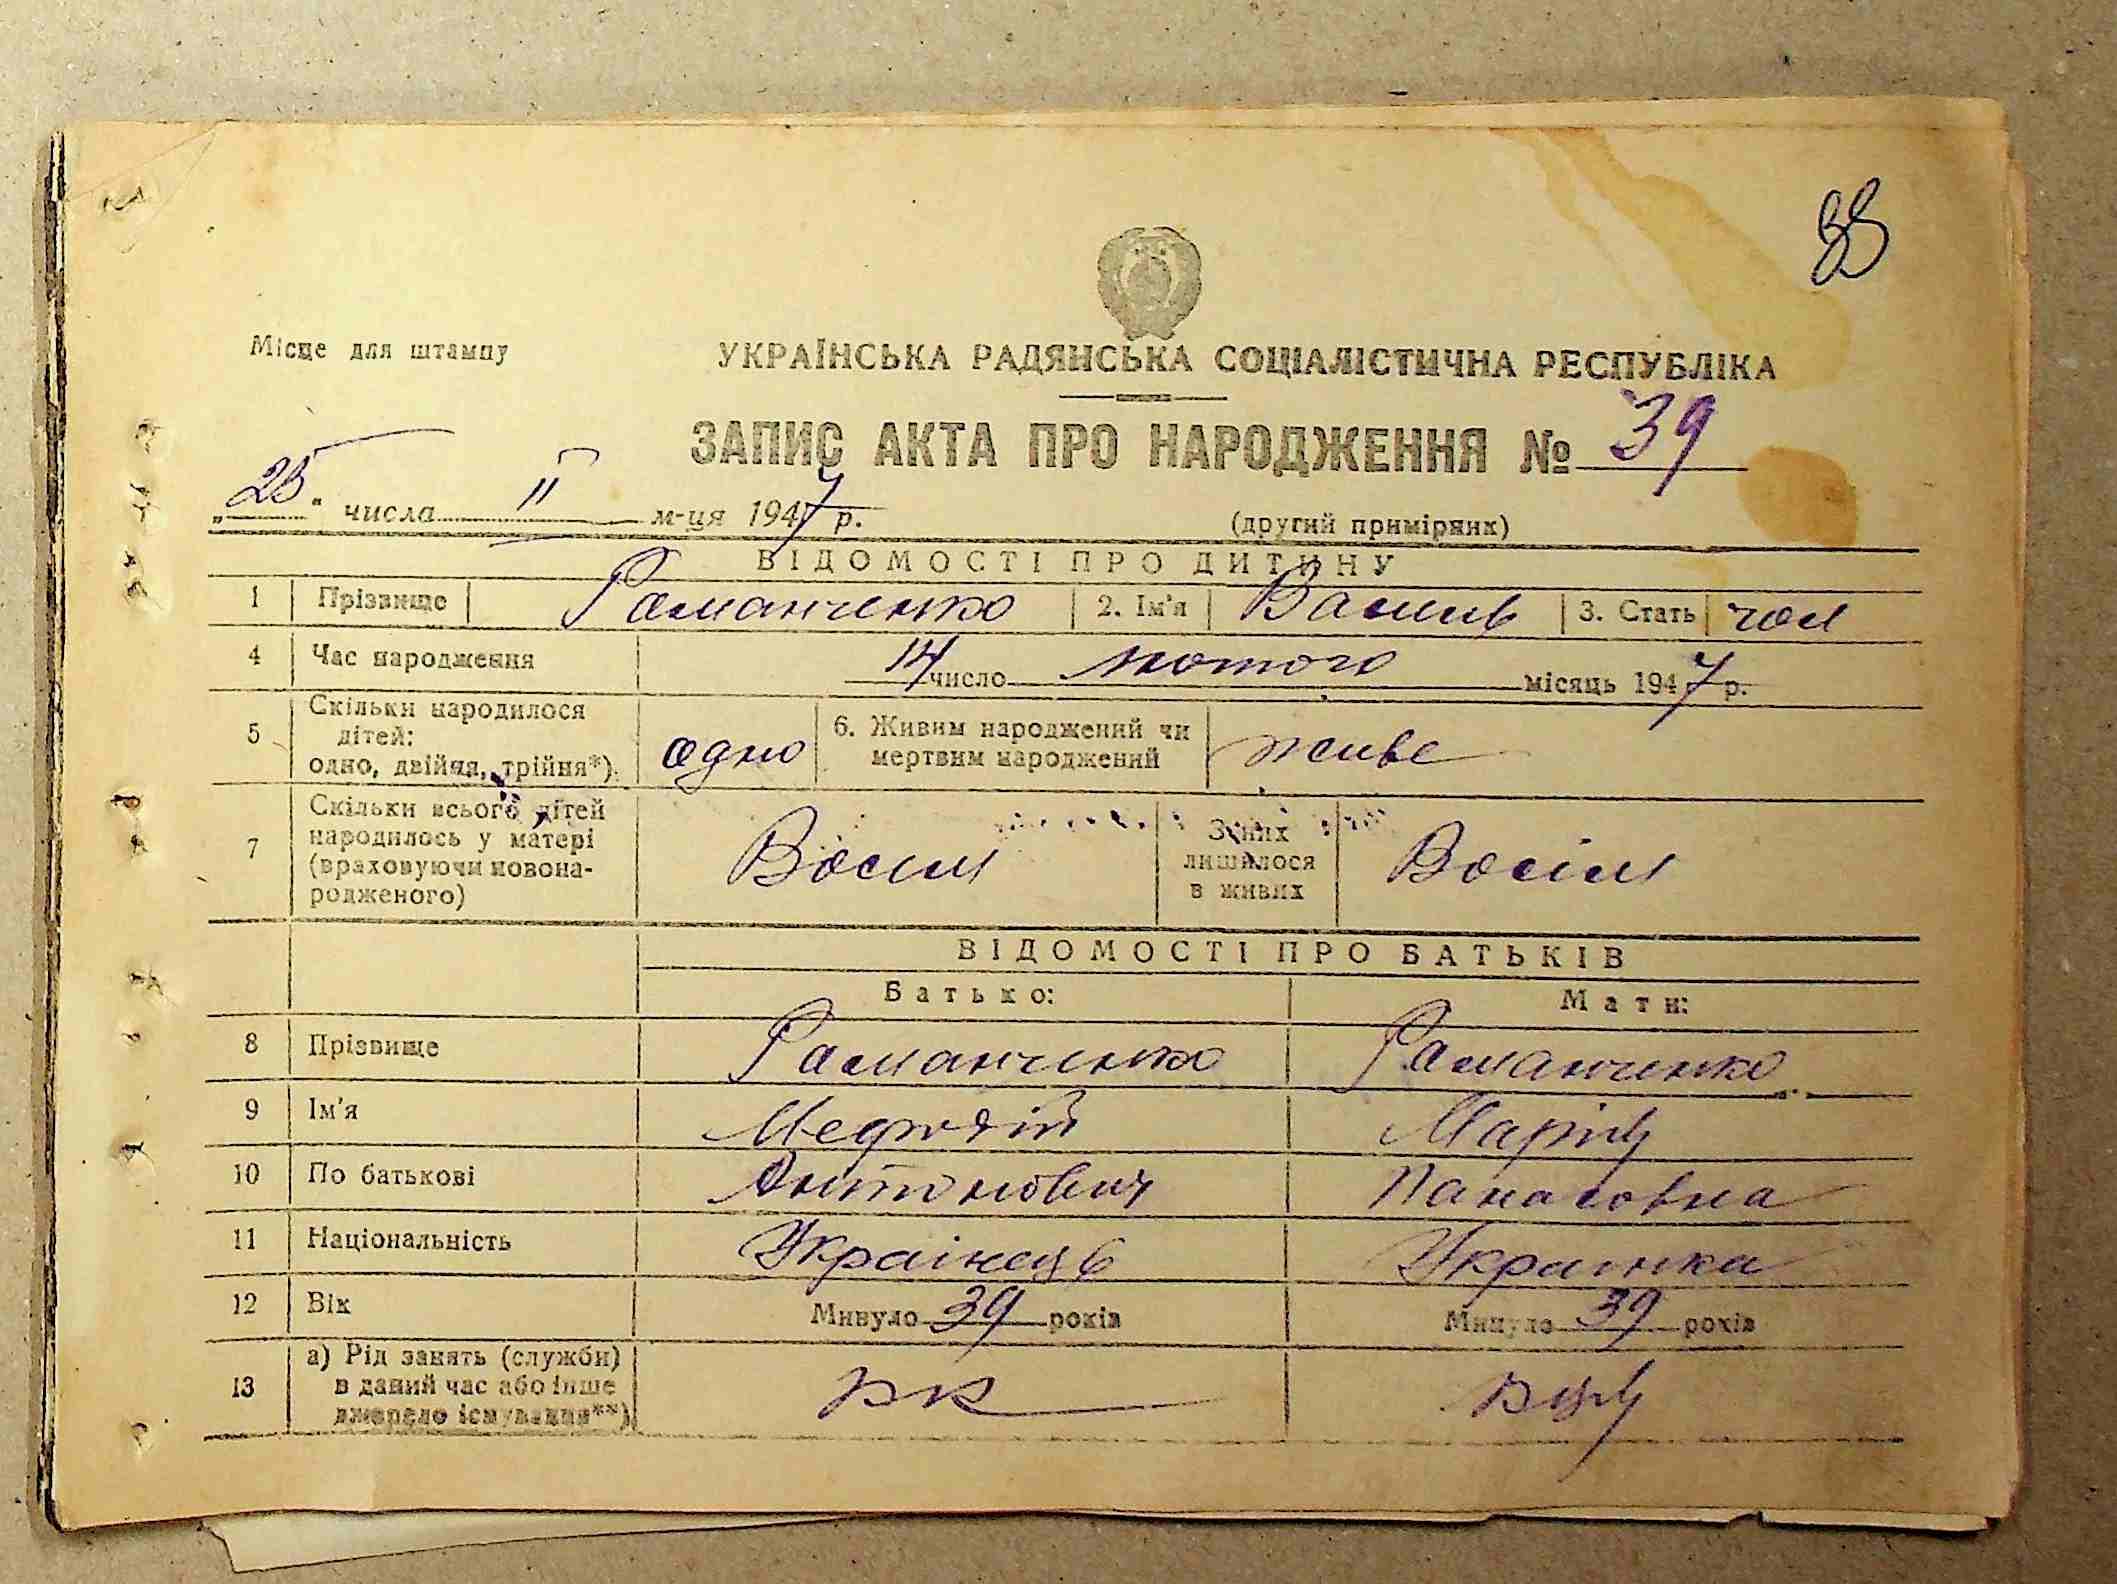 38
Місце для штампу
УКРАЇНСЬКА РАДЯНСЬКА СОЦІАЛІСТИЧНА РЕСПУБЛІКА
ЗАПИС АКТА ПРО НАРОДЖЕННЯ № 39
„25" числа II м-ця 1947 р.
(другий примірник)
ВІДОМОСТІ ПРО ДИТИНУ
1 Прізвище Романченко 2. Ім'я Василь 3. Стать чол
4 Час народження 14 число лютого місяць 1947 р.
5 Скільки народилося дітей: одно, двійня, трійня*) одно 6. Живим народжений чи мертвим народжений живе
7 Скільки всього дітей народилось у матері (враховуючи новонародженого) Восим З них лишилося в живих Восім
ВІДОМОСТІ ПРО БАТЬКІВ
Батько: Мати:
8 Прізвище Романченко Романченко
9 Ім'я Мефодій Марія
10 По батькові Антонович Панасовна
11 Національність Українець Украинка
12 Вік Минуло 39 років Минуло 39 років
13 а) Рід занять (служби) в даний час або інше джерело існування**)